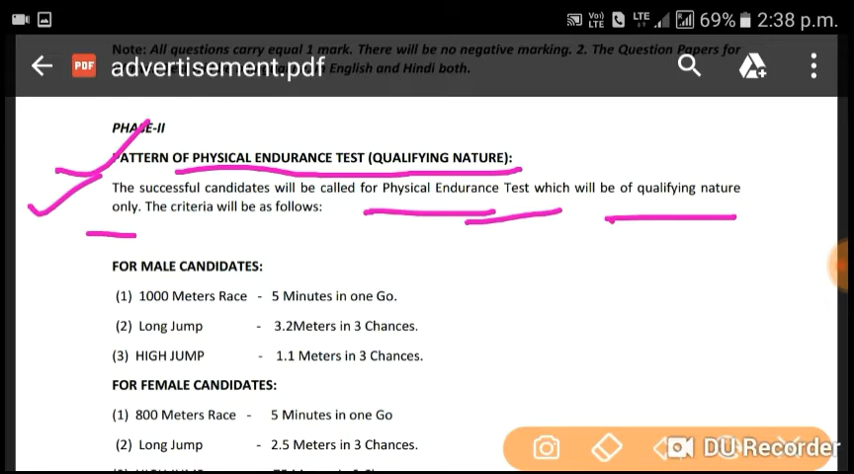 Vo)) LTE LTE R 69% 2:38 p.m.
Note: All questions carry equal 1 mark. There will be no negative marking. 2. The Question Papers for
PDF advertisement.pdf
English and Hindi both.
PHASE-II
PATTERN OF PHYSICAL ENDURANCE TEST (QUALIFYING NATURE):
The successful candidates will be called for Physical Endurance Test which will be of qualifying nature
only. The criteria will be as follows:
FOR MALE CANDIDATES:
(1) 1000 Meters Race - 5 Minutes in one Go.
(2) Long Jump - 3.2Meters in 3 Chances.
(3) HIGH JUMP - 1.1 Meters in 3 Chances.
FOR FEMALE CANDIDATES:
(1) 800 Meters Race - 5 Minutes in one Go
(2) Long Jump - 2.5 Meters in 3 Chances.
DU Recorder